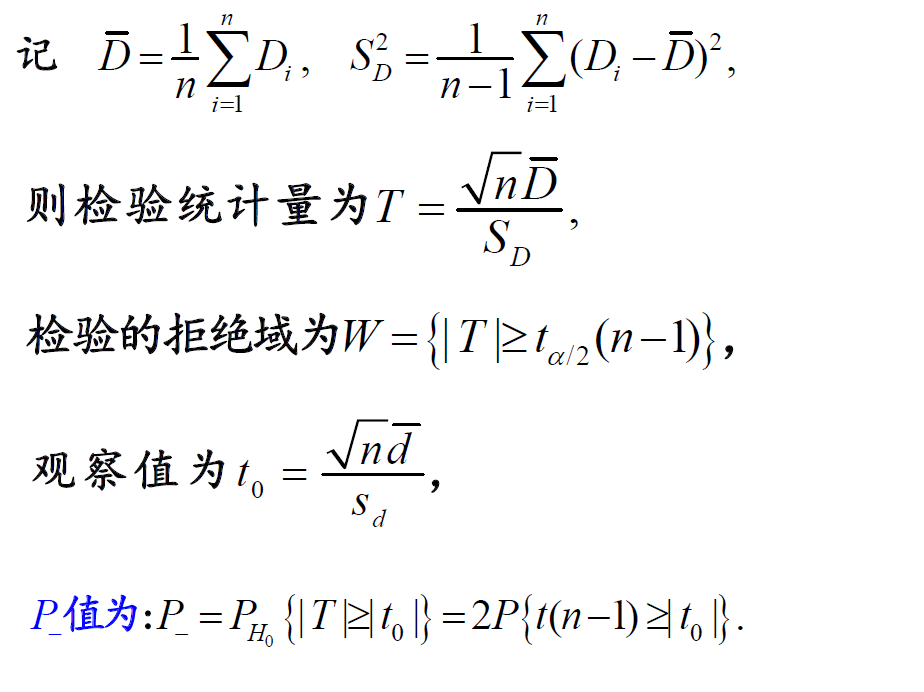 记 D̅ = 1/n ∑_{i=1}^{n} D_i , S_D^2 = 1/(n−1) ∑_{i=1}^{n} (D_i − D̅)^2 ,
则检验统计量为 T = √n D̅ / S_D ,
检验的拒绝域为 W = {| T |≥ t_{α/2} (n−1)} ，
观察值为 t_0 = √n d̅ / s_d ，
P_值为:P_ = P_{H_0} {| T |≥| t_0 |} = 2P{t(n−1) ≥| t_0 |} .